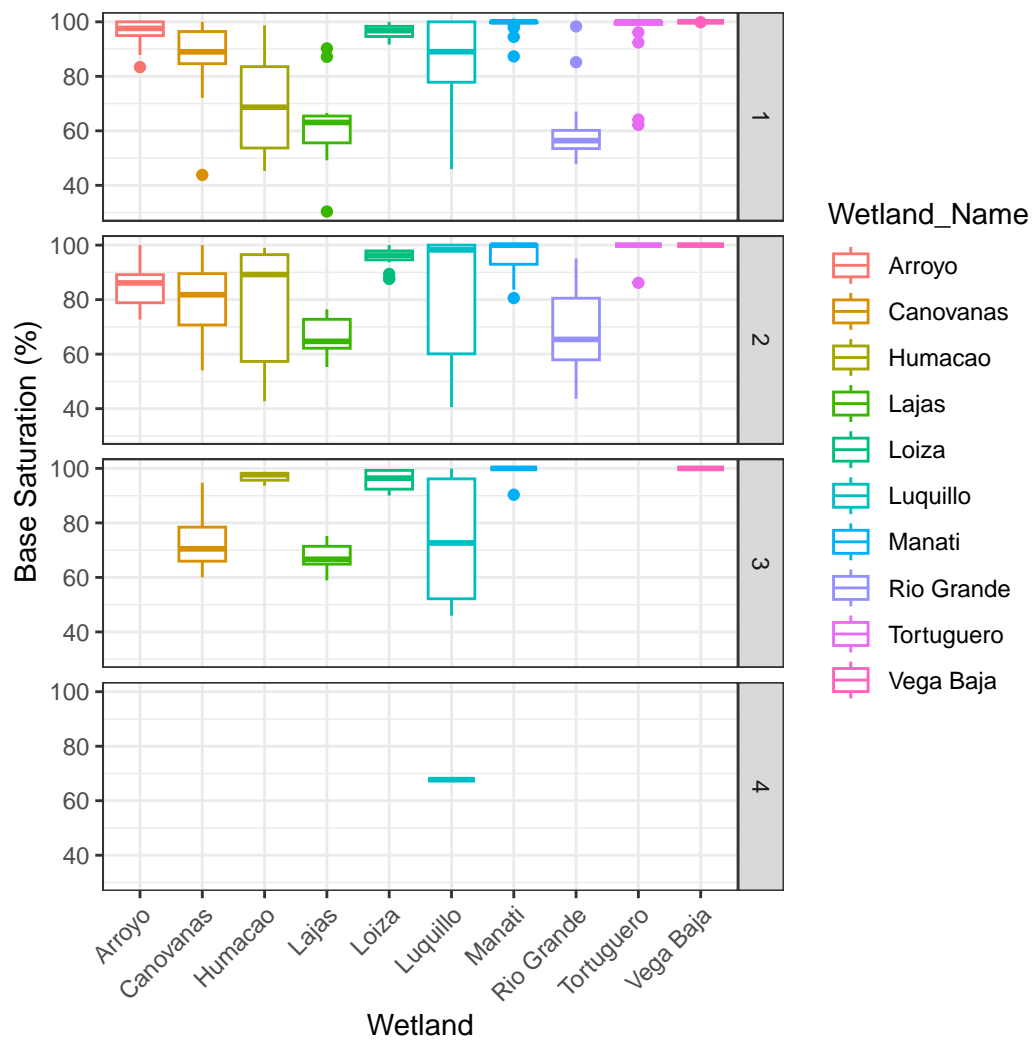 Base Saturation (%)
100
80
60
40
1
100
80
60
40
2
100
80
60
40
3
100
80
60
40
4
Arroyo
Canovanas
Humacao
Lajas
Loiza
Luquillo
Manati
Rio Grande
Tortuguero
Vega Baja
Wetland
Wetland_Name
Arroyo
Canovanas
Humacao
Lajas
Loiza
Luquillo
Manati
Rio Grande
Tortuguero
Vega Baja